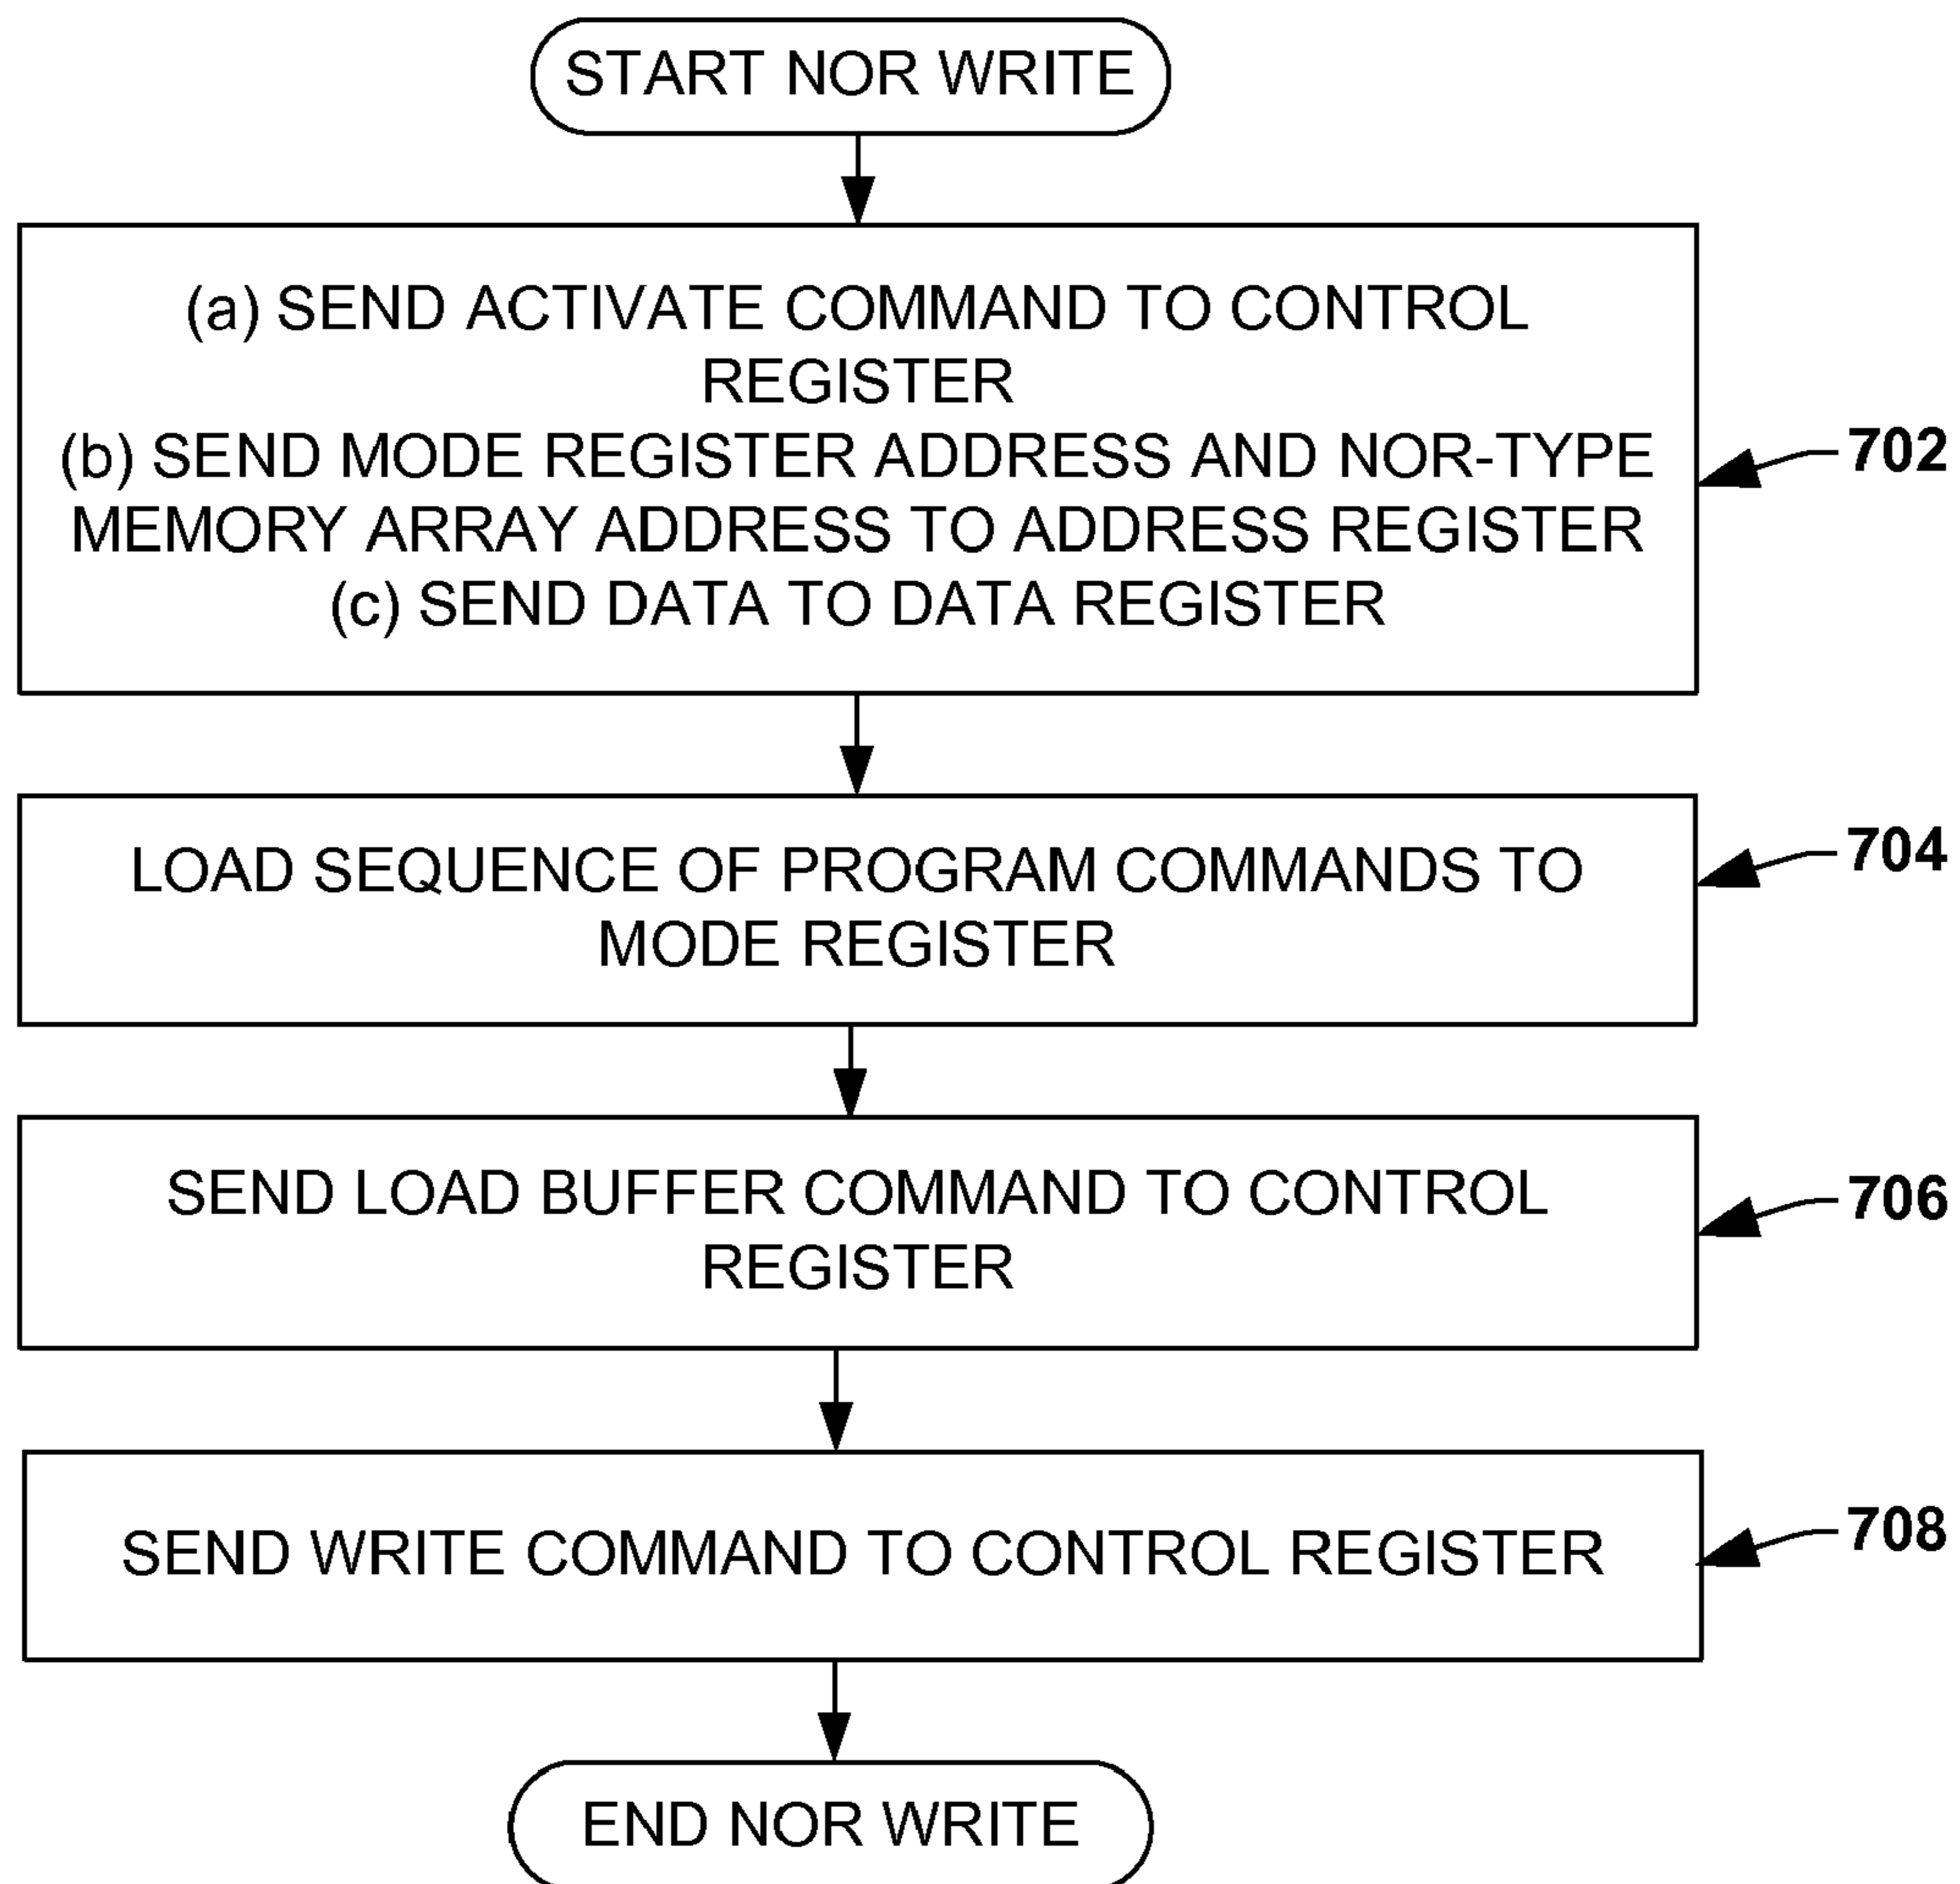 START NOR WRITE
(a) SEND ACTIVATE COMMAND TO CONTROL
REGISTER
(b) SEND MODE REGISTER ADDRESS AND NOR-TYPE
MEMORY ARRAY ADDRESS TO ADDRESS REGISTER
(c) SEND DATA TO DATA REGISTER
702
LOAD SEQUENCE OF PROGRAM COMMANDS TO
MODE REGISTER
704
SEND LOAD BUFFER COMMAND TO CONTROL
REGISTER
706
SEND WRITE COMMAND TO CONTROL REGISTER
708
END NOR WRITE